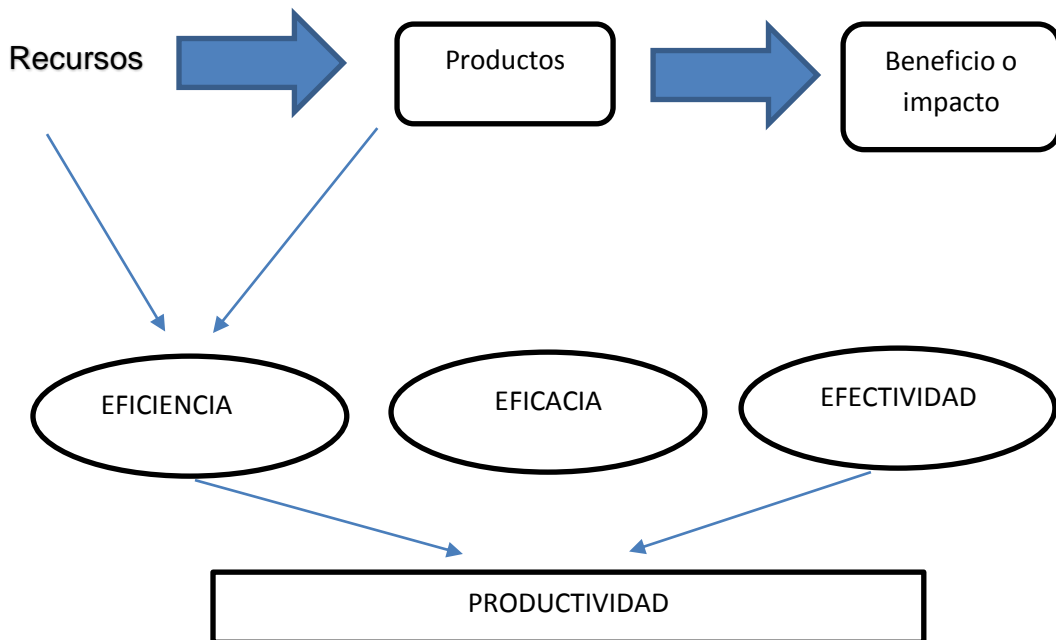 Recursos
Productos
Beneficio o
impacto
EFICIENCIA
EFICACIA
EFECTIVIDAD
PRODUCTIVIDAD